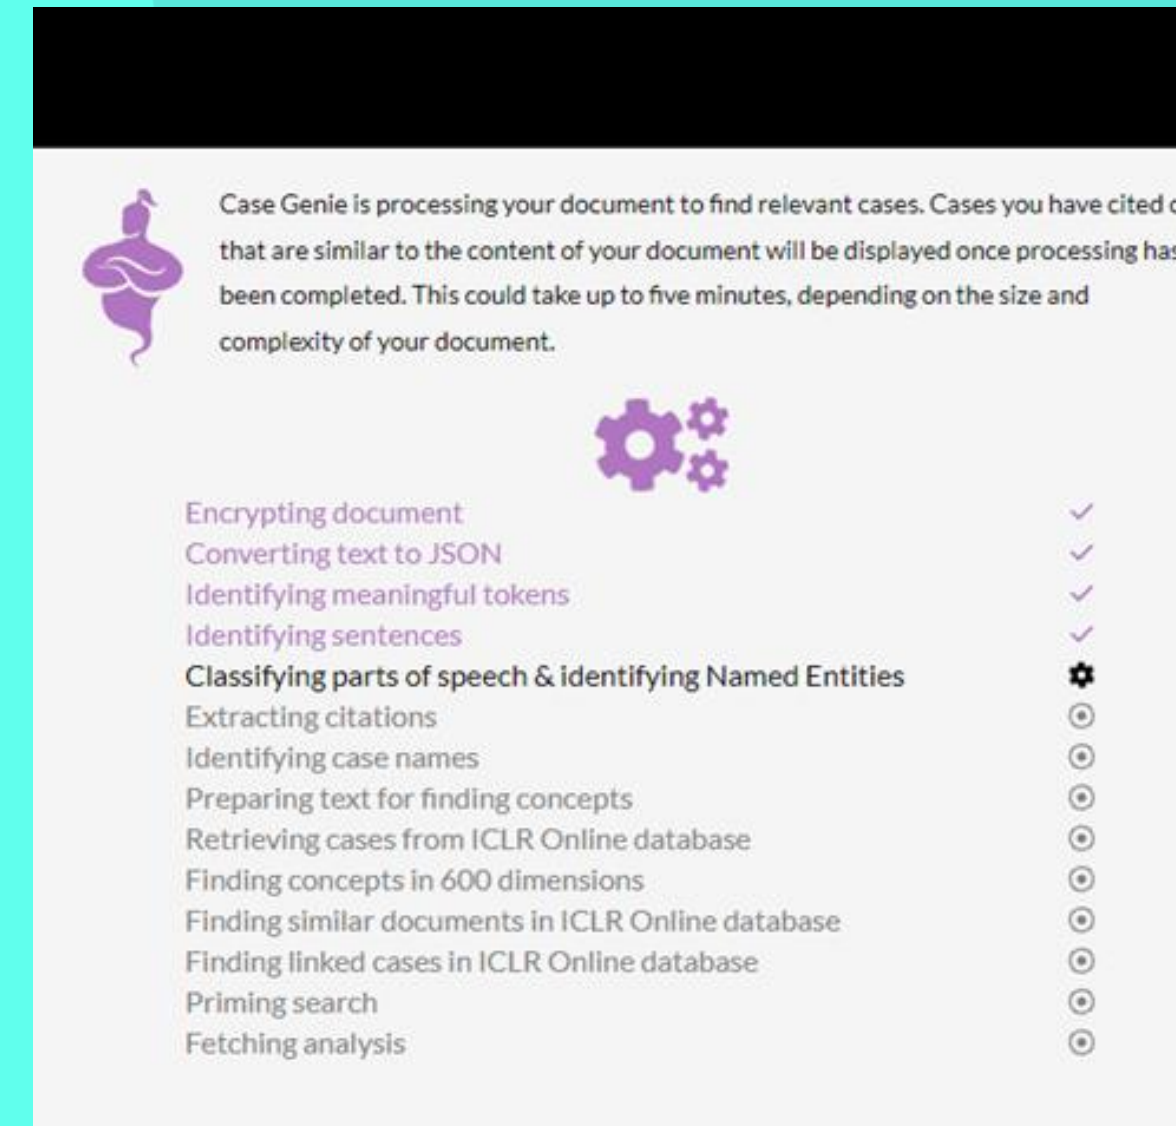 Case Genie is processing your document to find relevant cases. Cases you have cited
that are similar to the content of your document will be displayed once processing has
been completed. This could take up to five minutes, depending on the size and
complexity of your document.
Encrypting document
Converting text to JSON
Identifying meaningful tokens
Identifying sentences
Classifying parts of speech & identifying Named Entities
Extracting citations
Identifying case names
Preparing text for finding concepts
Retrieving cases from ICLR Online database
Finding concepts in 600 dimensions
Finding similar documents in ICLR Online database
Finding linked cases in ICLR Online database
Priming search
Fetching analysis